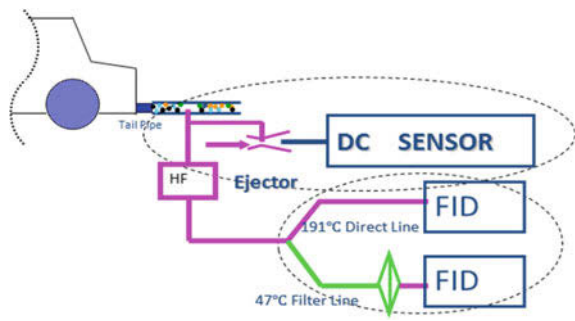 Tail Pipe
DC SENSOR
HF
Ejector
FID
191°C Direct Line
FID
47°C Filter Line